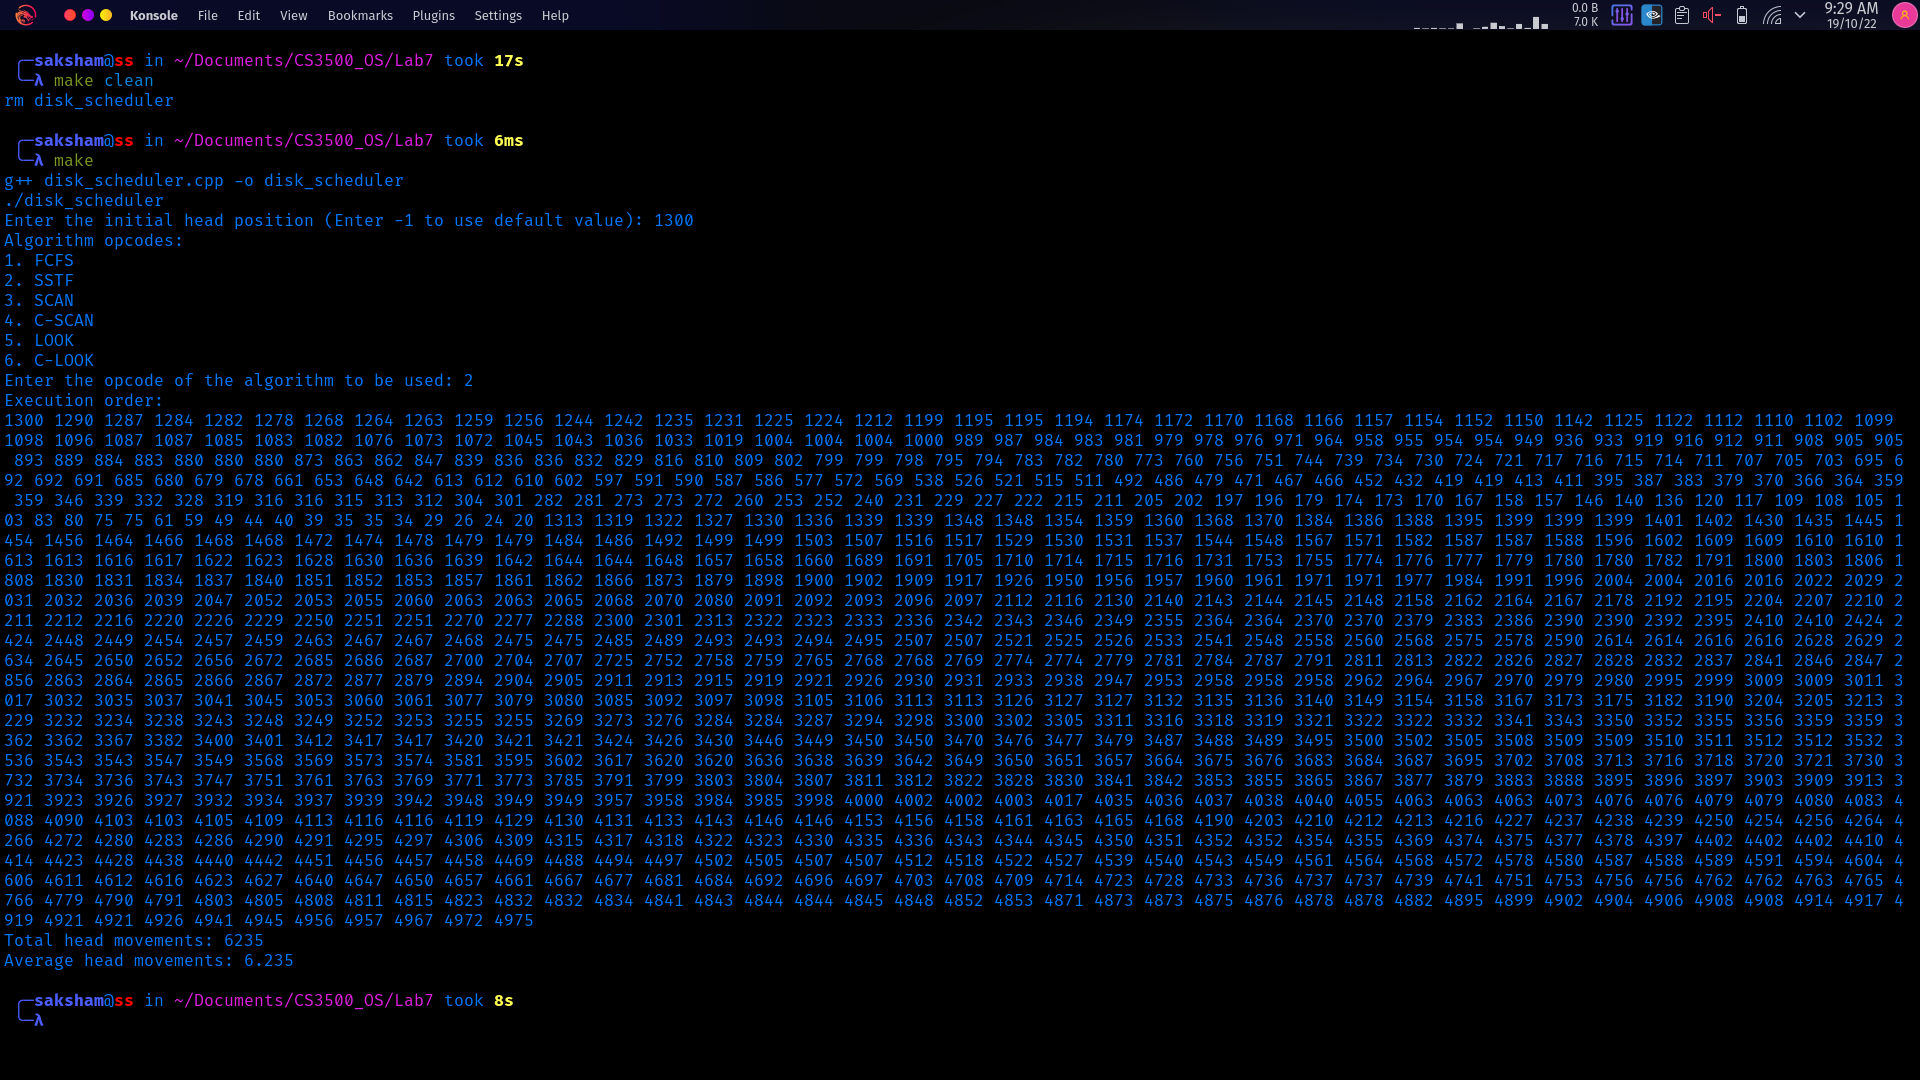 Konsole File Edit View Bookmarks Plugins Settings Help
0.0 B
7.0 K
9:29 AM
19/10/22
saksham@ss in ~/Documents/CS3500_OS/Lab7 took 17s
λ make clean
rm disk_scheduler
saksham@ss in ~/Documents/CS3500_OS/Lab7 took 6ms
λ make
g++ disk_scheduler.cpp -o disk_scheduler
./disk_scheduler
Enter the initial head position (Enter -1 to use default value): 1300
Algorithm opcodes:
1. FCFS
2. SSTF
3. SCAN
4. C-SCAN
5. LOOK
6. C-LOOK
Enter the opcode of the algorithm to be used: 2
Execution order:
1300 1290 1287 1284 1282 1278 1268 1264 1263 1259 1256 1244 1242 1235 1231 1225 1224 1212 1199 1195 1195 1194 1174 1172 1170 1168 1166 1157 1154 1152 1150 1142 1125 1122 1112 1110 1102 1099
1098 1096 1087 1087 1085 1083 1082 1076 1073 1072 1045 1043 1036 1033 1019 1004 1004 1004 1000 989 987 984 983 981 979 978 976 971 964 958 955 954 954 949 936 933 919 916 912 911 908 905 905
893 889 884 883 880 880 880 873 863 862 847 839 836 836 832 829 816 810 809 802 799 799 798 795 794 783 782 780 773 760 756 751 744 739 734 730 724 721 717 716 715 714 711 707 705 703 695 6
92 692 691 685 680 679 678 661 653 648 642 613 612 610 602 597 591 590 587 586 577 572 569 538 526 521 515 511 492 486 479 471 467 466 452 432 419 419 413 411 395 387 383 379 370 366 364 359
359 346 339 332 328 319 316 316 315 313 312 304 301 282 281 273 273 272 260 253 252 240 231 229 227 222 215 211 205 202 197 196 179 174 173 170 167 158 157 146 140 136 120 117 109 108 105 1
03 83 80 75 75 61 59 49 44 40 39 35 35 34 29 26 24 20 1313 1319 1322 1327 1330 1336 1339 1339 1348 1348 1354 1359 1360 1368 1370 1384 1386 1388 1395 1399 1399 1399 1401 1402 1430 1435 1445 1
454 1456 1464 1466 1468 1468 1472 1474 1478 1479 1479 1484 1486 1492 1499 1499 1503 1507 1516 1517 1529 1530 1531 1537 1544 1548 1567 1571 1582 1587 1587 1588 1596 1602 1609 1609 1610 1610 1
613 1613 1616 1617 1622 1623 1628 1630 1636 1639 1642 1644 1644 1648 1657 1658 1660 1689 1691 1705 1710 1714 1715 1716 1731 1753 1755 1774 1776 1777 1779 1780 1780 1782 1791 1800 1803 1806 1
808 1830 1831 1834 1837 1840 1851 1852 1853 1857 1861 1862 1866 1873 1879 1898 1900 1902 1909 1917 1926 1950 1956 1957 1960 1961 1971 1971 1977 1984 1991 1996 2004 2004 2016 2016 2022 2029 2
031 2032 2036 2039 2047 2052 2053 2055 2060 2063 2063 2065 2068 2070 2080 2091 2092 2093 2096 2097 2112 2116 2130 2140 2143 2144 2145 2148 2158 2162 2164 2167 2178 2192 2195 2204 2207 2210 2
211 2212 2216 2220 2226 2229 2250 2251 2251 2270 2277 2288 2300 2301 2313 2322 2323 2333 2336 2342 2343 2346 2349 2355 2364 2364 2370 2370 2379 2383 2386 2390 2390 2392 2395 2410 2410 2424 2
424 2448 2449 2454 2457 2459 2463 2467 2467 2468 2475 2475 2485 2489 2493 2493 2494 2495 2507 2507 2521 2525 2526 2533 2541 2548 2558 2560 2568 2575 2578 2590 2614 2614 2616 2616 2628 2629 2
634 2645 2650 2652 2656 2672 2685 2686 2687 2700 2704 2707 2725 2752 2758 2759 2765 2768 2768 2769 2774 2774 2779 2781 2784 2787 2791 2811 2813 2822 2826 2827 2828 2832 2837 2841 2846 2847 2
856 2863 2864 2865 2866 2867 2872 2877 2879 2894 2904 2905 2911 2913 2915 2919 2921 2926 2930 2931 2933 2938 2947 2953 2958 2958 2958 2962 2964 2967 2970 2979 2980 2995 2999 3009 3009 3011 3
017 3032 3035 3037 3041 3045 3053 3060 3061 3077 3079 3080 3085 3092 3097 3098 3105 3106 3113 3113 3126 3127 3127 3132 3135 3136 3140 3149 3154 3158 3167 3173 3175 3182 3190 3204 3205 3213 3
229 3232 3234 3238 3243 3248 3249 3252 3253 3255 3255 3269 3273 3276 3284 3284 3287 3294 3298 3300 3302 3305 3311 3316 3318 3319 3321 3322 3322 3332 3341 3343 3350 3352 3355 3356 3359 3359 3
362 3362 3367 3382 3400 3401 3412 3417 3417 3420 3421 3421 3424 3426 3430 3446 3449 3450 3450 3470 3476 3477 3479 3487 3488 3489 3495 3500 3502 3505 3508 3509 3509 3510 3511 3512 3512 3532 3
536 3543 3543 3547 3549 3568 3569 3573 3574 3581 3595 3602 3617 3620 3620 3636 3638 3639 3642 3649 3650 3651 3657 3664 3675 3676 3683 3684 3687 3695 3702 3708 3713 3716 3718 3720 3721 3730 3
732 3734 3736 3743 3747 3751 3761 3763 3769 3771 3773 3785 3791 3799 3803 3804 3807 3811 3812 3822 3828 3830 3841 3842 3853 3855 3865 3867 3877 3879 3883 3888 3895 3896 3897 3903 3909 3913 3
921 3923 3926 3927 3932 3934 3937 3939 3942 3948 3949 3949 3957 3958 3984 3985 3998 4000 4002 4002 4003 4017 4035 4036 4037 4038 4040 4055 4063 4063 4063 4073 4076 4076 4079 4079 4080 4083 4
088 4090 4103 4103 4105 4109 4113 4116 4116 4119 4129 4130 4131 4133 4143 4146 4146 4153 4156 4158 4161 4163 4165 4168 4190 4203 4210 4212 4213 4216 4227 4237 4238 4239 4250 4254 4256 4264 4
266 4272 4280 4283 4286 4290 4291 4295 4297 4306 4309 4315 4317 4318 4322 4323 4330 4335 4336 4343 4344 4345 4350 4351 4352 4352 4354 4355 4369 4374 4375 4377 4378 4397 4402 4402 4402 4410 4
414 4423 4428 4438 4440 4442 4451 4456 4457 4458 4469 4488 4494 4497 4502 4505 4507 4507 4512 4518 4522 4527 4539 4540 4543 4549 4561 4564 4568 4572 4578 4580 4587 4588 4589 4591 4594 4604 4
606 4611 4612 4616 4623 4627 4640 4647 4650 4657 4661 4667 4677 4681 4684 4692 4696 4697 4703 4708 4709 4714 4723 4728 4733 4736 4737 4737 4739 4741 4751 4753 4756 4756 4762 4762 4763 4765 4
766 4779 4790 4791 4803 4805 4808 4811 4815 4823 4832 4832 4834 4841 4843 4844 4844 4845 4848 4852 4853 4871 4873 4873 4875 4876 4878 4878 4882 4895 4899 4902 4904 4906 4908 4908 4914 4917 4
919 4921 4921 4926 4941 4945 4956 4957 4967 4972 4975
Total head movements: 6235
Average head movements: 6.235
saksham@ss in ~/Documents/CS3500_OS/Lab7 took 8s
λ